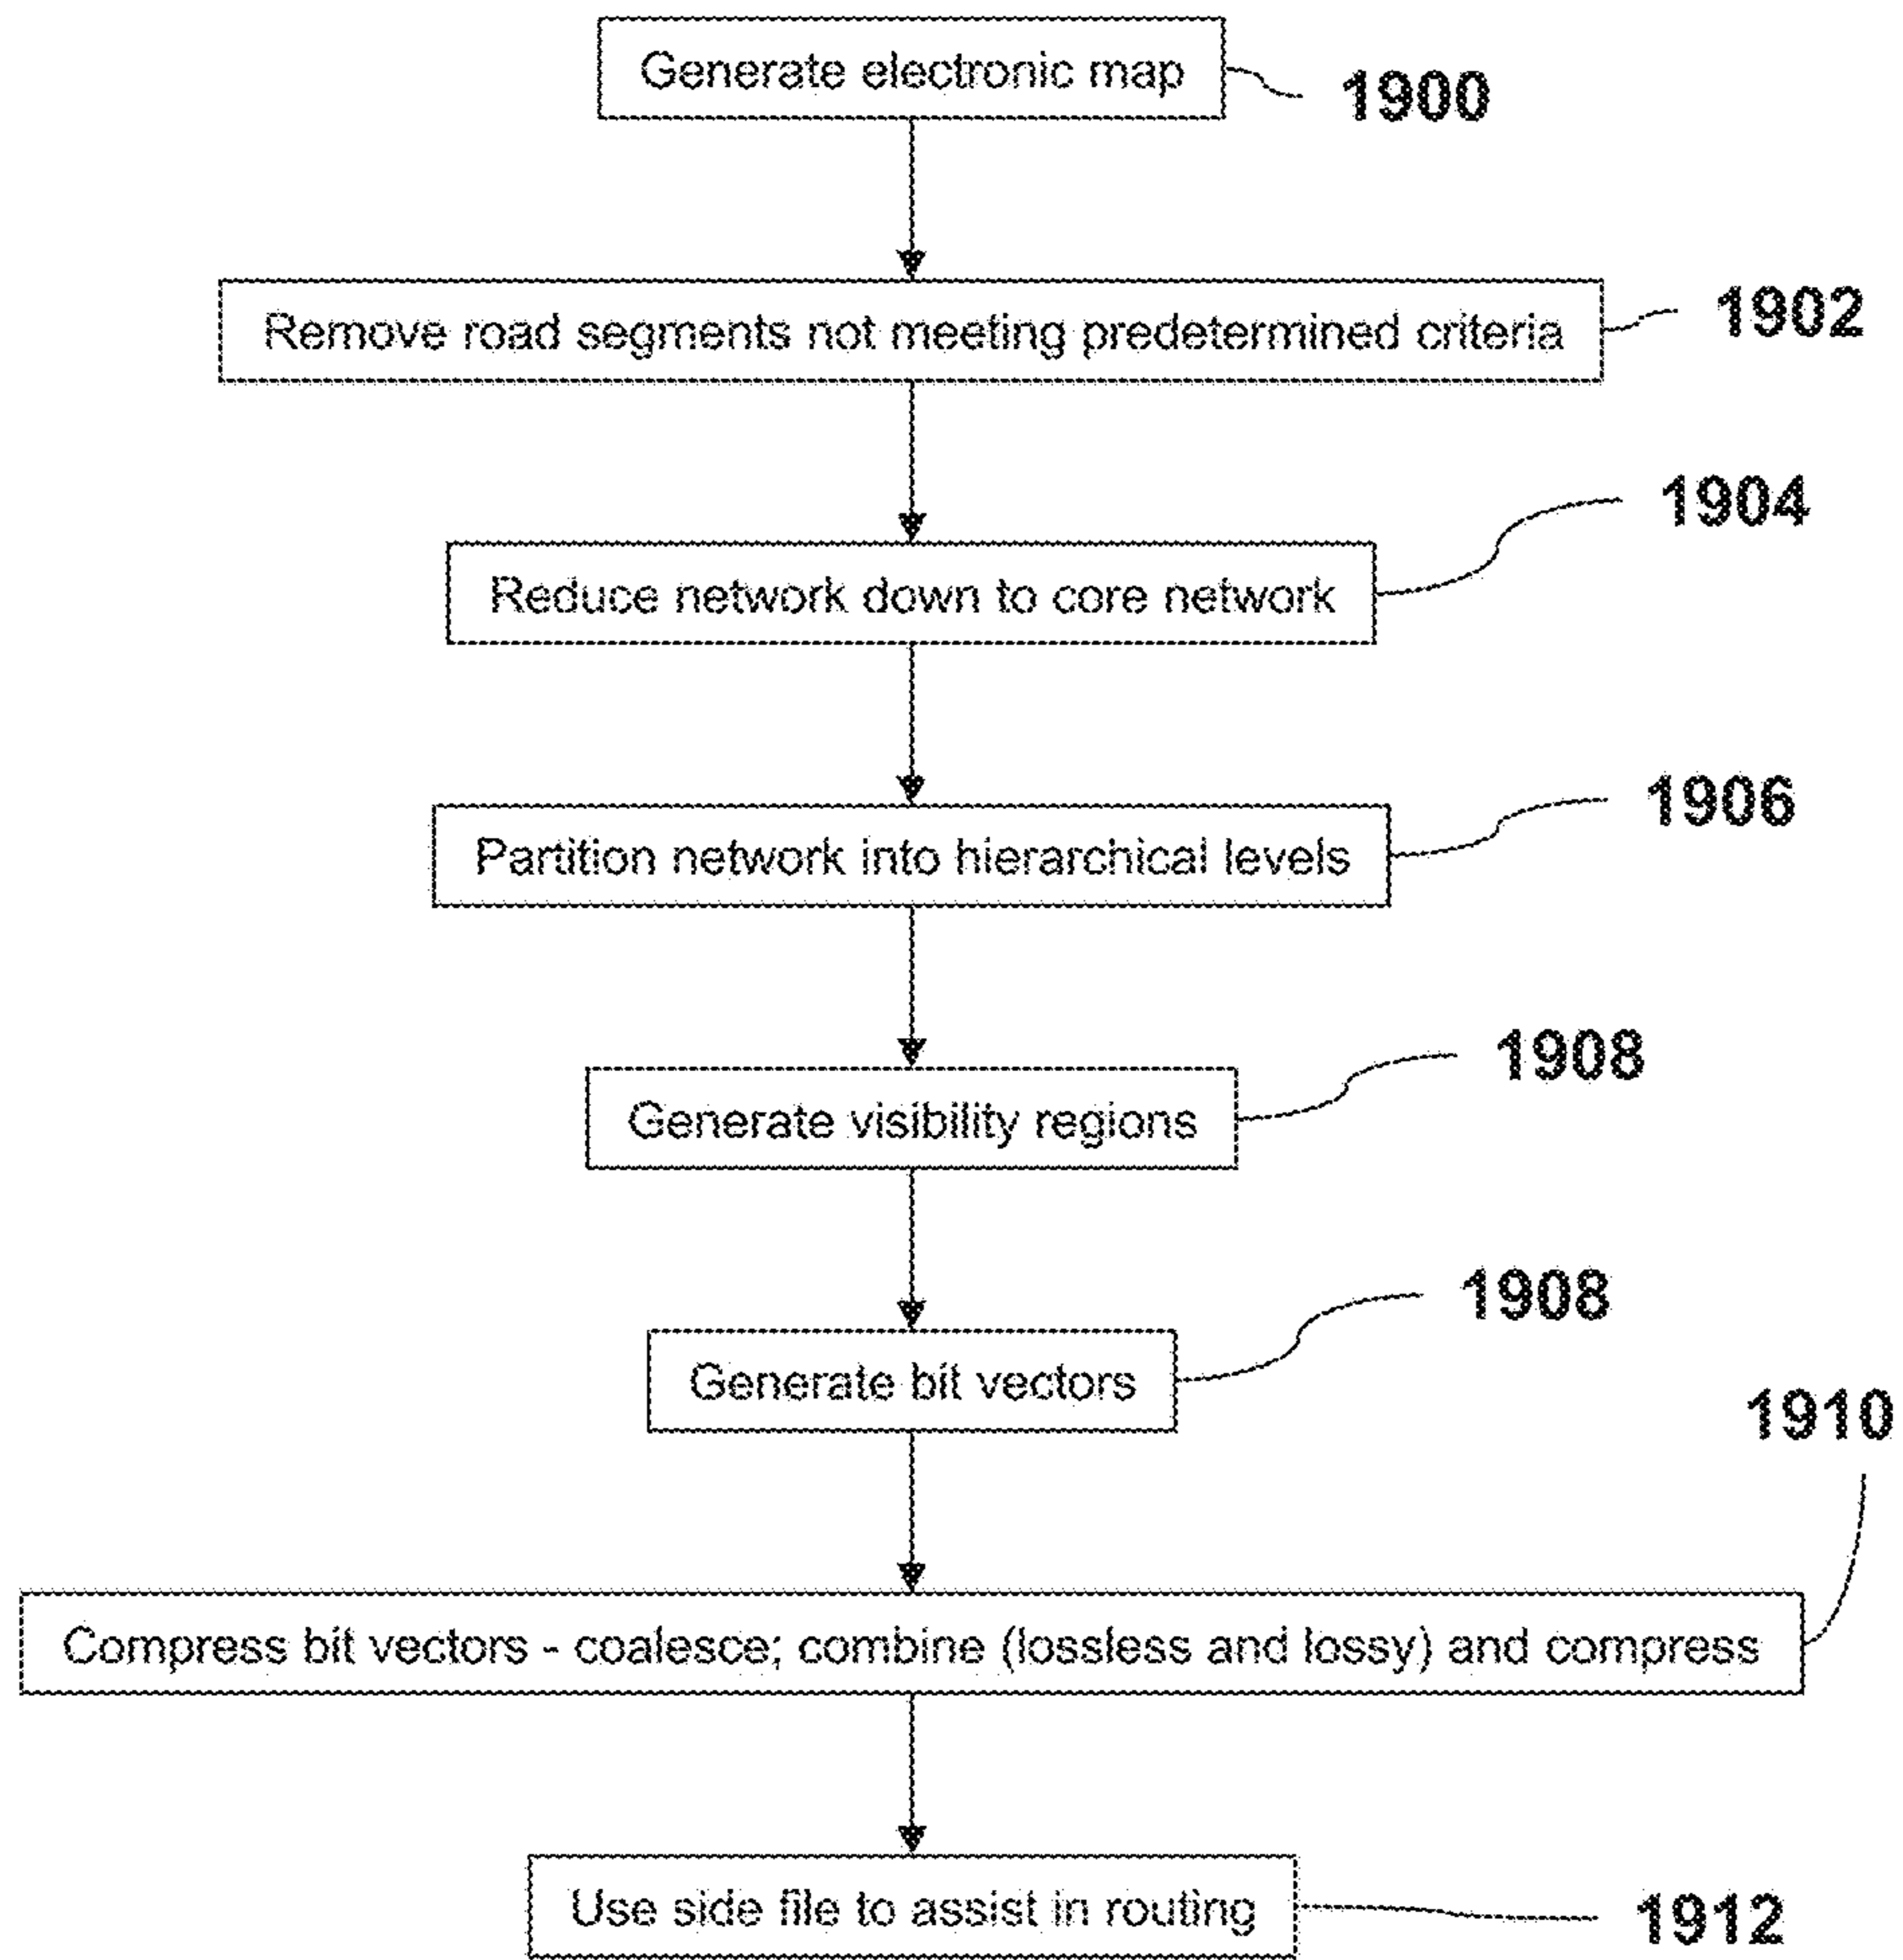 Generate electronic map
1900
Remove road segments not meeting predetermined criteria
1902
1904
Reduce network down to core network
1906
Partition network into hierarchical levels
1908
Generate visibility regions
1908
Generate bit vectors
1910
Compress bit vectors - coalesce; combine (lossless and lossy) and compress
Use side file to assist in routing
1912